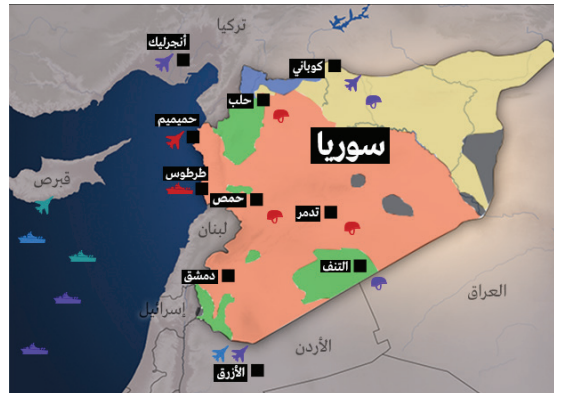 تركيا
أنجرليك
كوباني
حلب
حميميم
سوريا
طرطوس
قبرص
حمص
تدمر
لبنان
التنف
دمشق
العراق
إسرائيل
الأردن
الأزرق